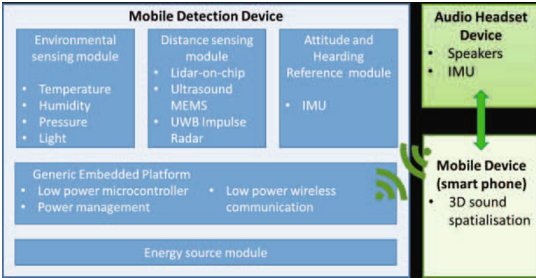 Mobile Detection Device
Environmental
sensing module
• Temperature
• Humidity
• Pressure
• Light
Distance sensing
module
• Lidar-on-chip
• Ultrasound
MEMS
• UWB Impulse
Radar
Attitude and
Hearding
Reference module
• IMU
Generic Embedded Platform
• Low power microcontroller
• Power management
• Low power wireless
communication
Energy source module
Audio Headset
Device
• Speakers
• IMU
Mobile Device
(smart phone)
• 3D sound
spatialisation